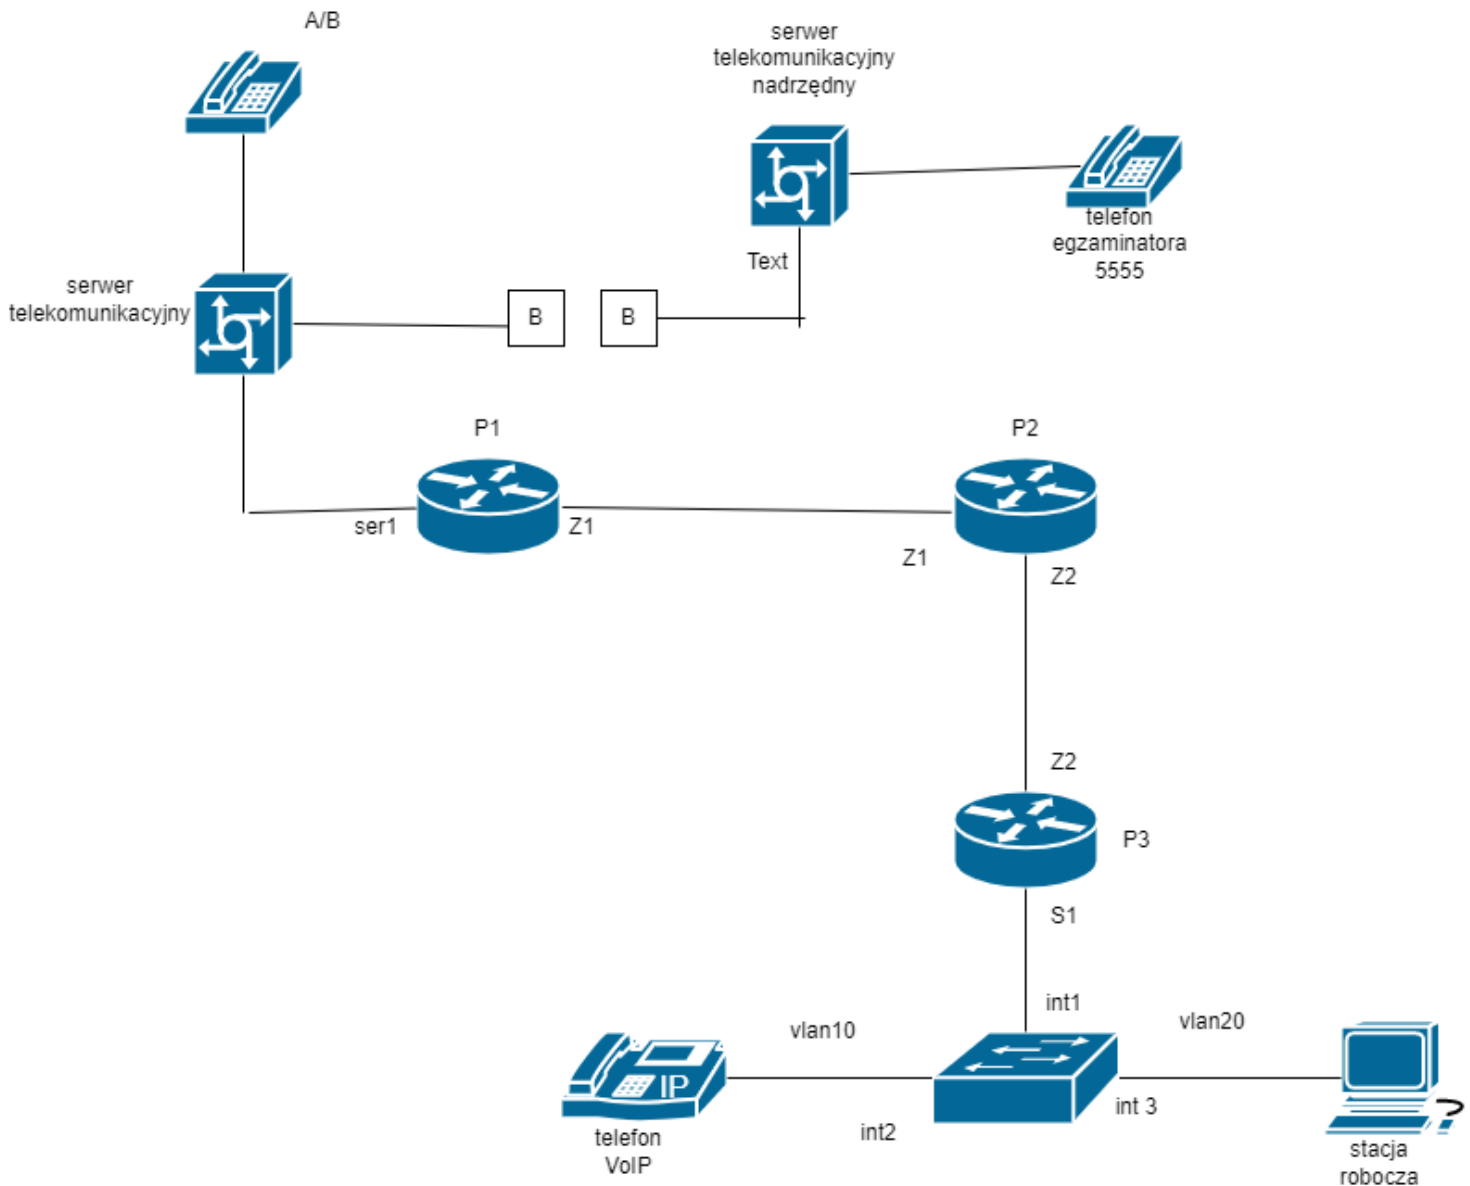 A/B
serwer
telekomunikacyjny
nadrzędny
telefon
egzaminatora
5555
Text
serwer
telekomunikacyjny
B
B
P1
P2
ser1
Z1
Z1
Z2
Z2
P3
S1
int1
vlan10
vlan20
IP
int 3
int2
telefon
VoIP
stacja
robocza